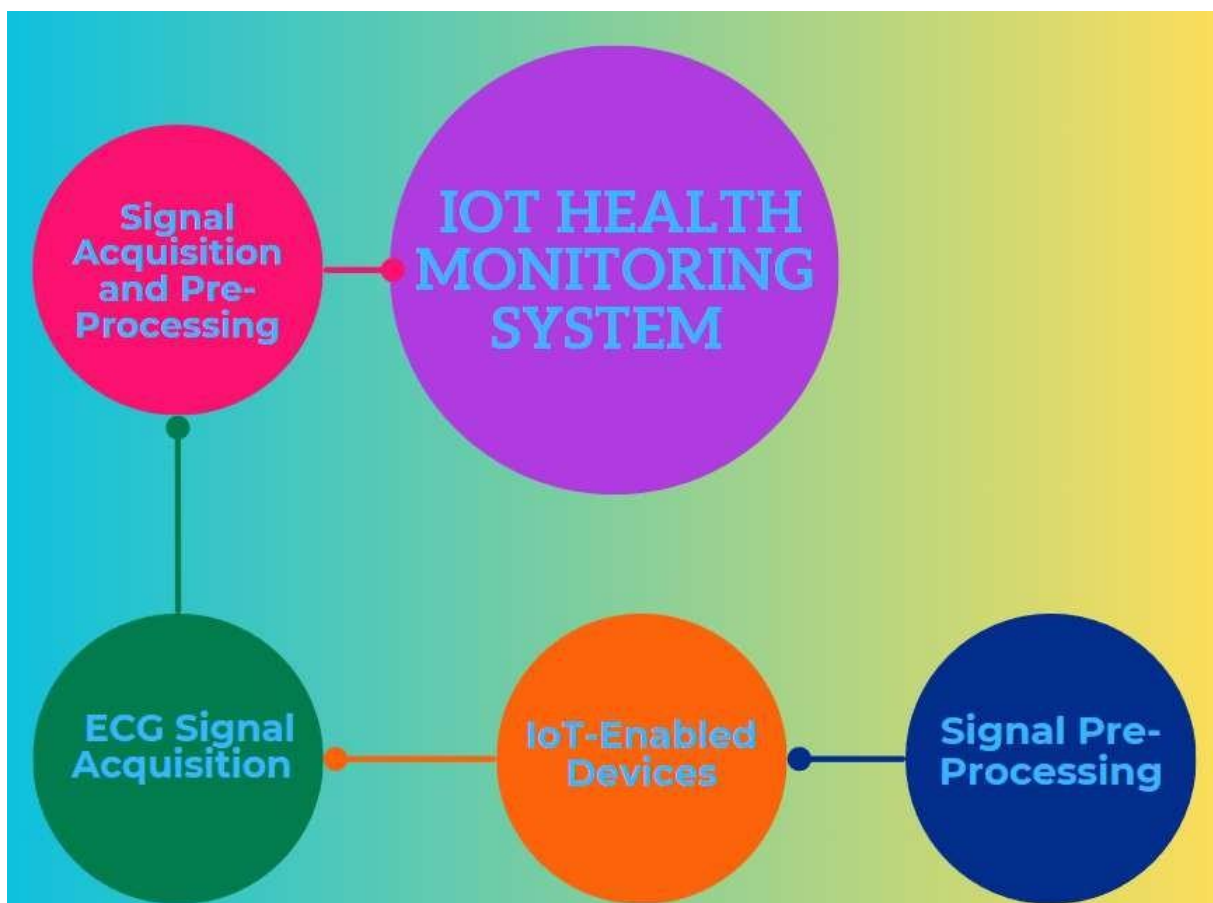 Signal
Acquisition
and Pre-
Processing
IOT HEALTH
MONITORING
SYSTEM
ECG Signal
Acquisition
IoT-Enabled
Devices
Signal Pre-
Processing